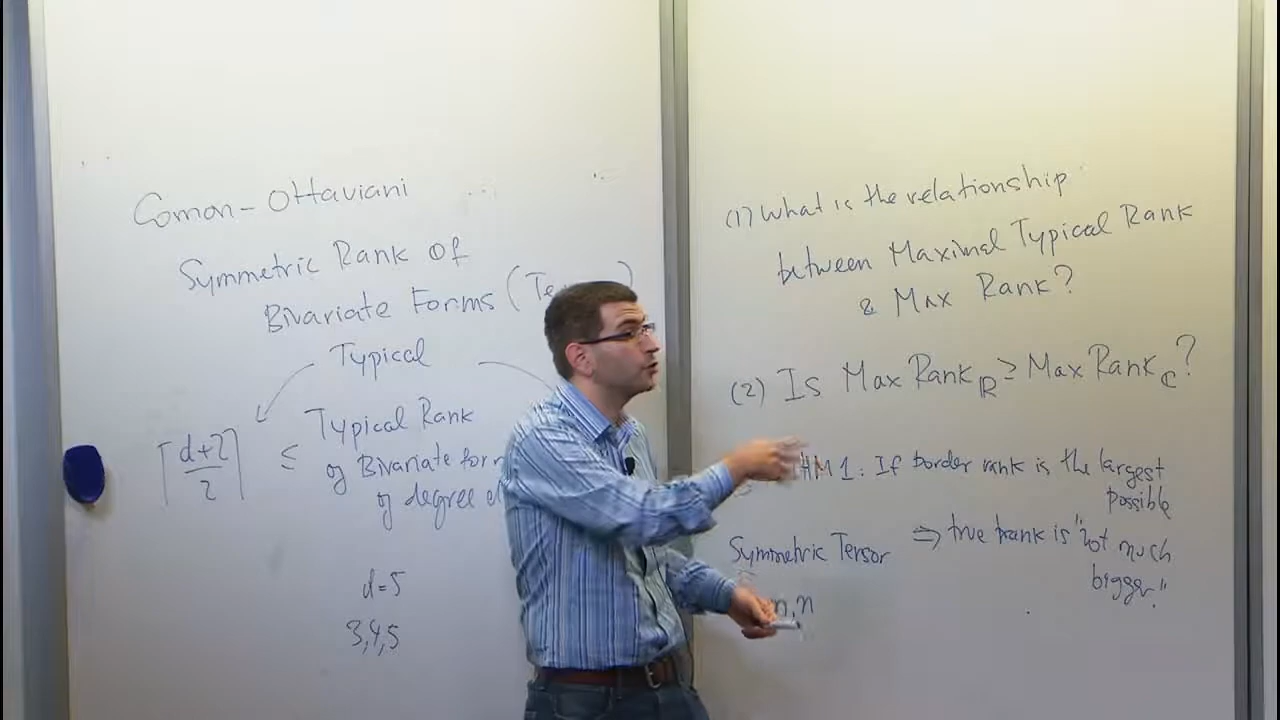 Comon-Ottaviani
Symmetric Rank of
Bivariate Forms (Te
Typical
⌈d+2/2⌉ ≤ Typical Rank
of Bivariate for
of degree d
d=5
3,4,5
(1) What is the relationship
between Maximal Typical Rank
& Max Rank?
(2) Is Max Rank_R ≥ Max Rank_C?
HM 1: If border rank is the largest
possible
Symmetric Tensor ⇒ true rank is "not much
bigger."
n,n